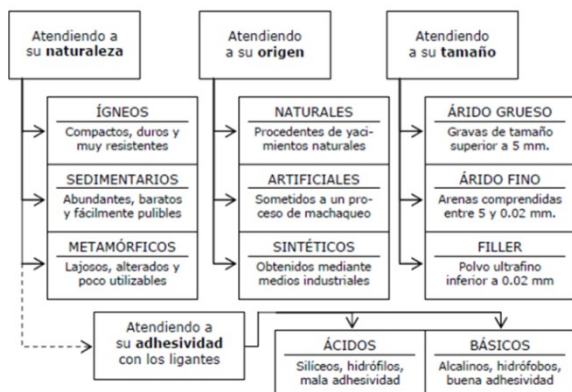 Atendiendo a
su naturaleza
Atendiendo
a su origen
Atendiendo
a su tamaño
ÍGNEOS
Compactos, duros y
muy resistentes
SEDIMENTARIOS
Abundantes, baratos
y fácilmente pulibles
METAMÓRFICOS
Lajosos, alterados y
poco utilizables
NATURALES
Procedentes de yaci-
mientos naturales
ARTIFICIALES
Sometidos a un pro-
ceso de machaqueo
SINTÉTICOS
Obtenidos mediante
medios industriales
ÁRIDO GRUESO
Gravas de tamaño
superior a 5 mm.
ÁRIDO FINO
Arenas comprendidas
entre 5 y 0.02 mm.
FILLER
Polvo ultrafino
inferior a 0.02 mm
Atendiendo a
su adhesividad
con los ligantes
ÁCIDOS
Silíceos, hidrófilos,
mala adhesividad
BÁSICOS
Alcalinos, hidrófobos,
buena adhesividad